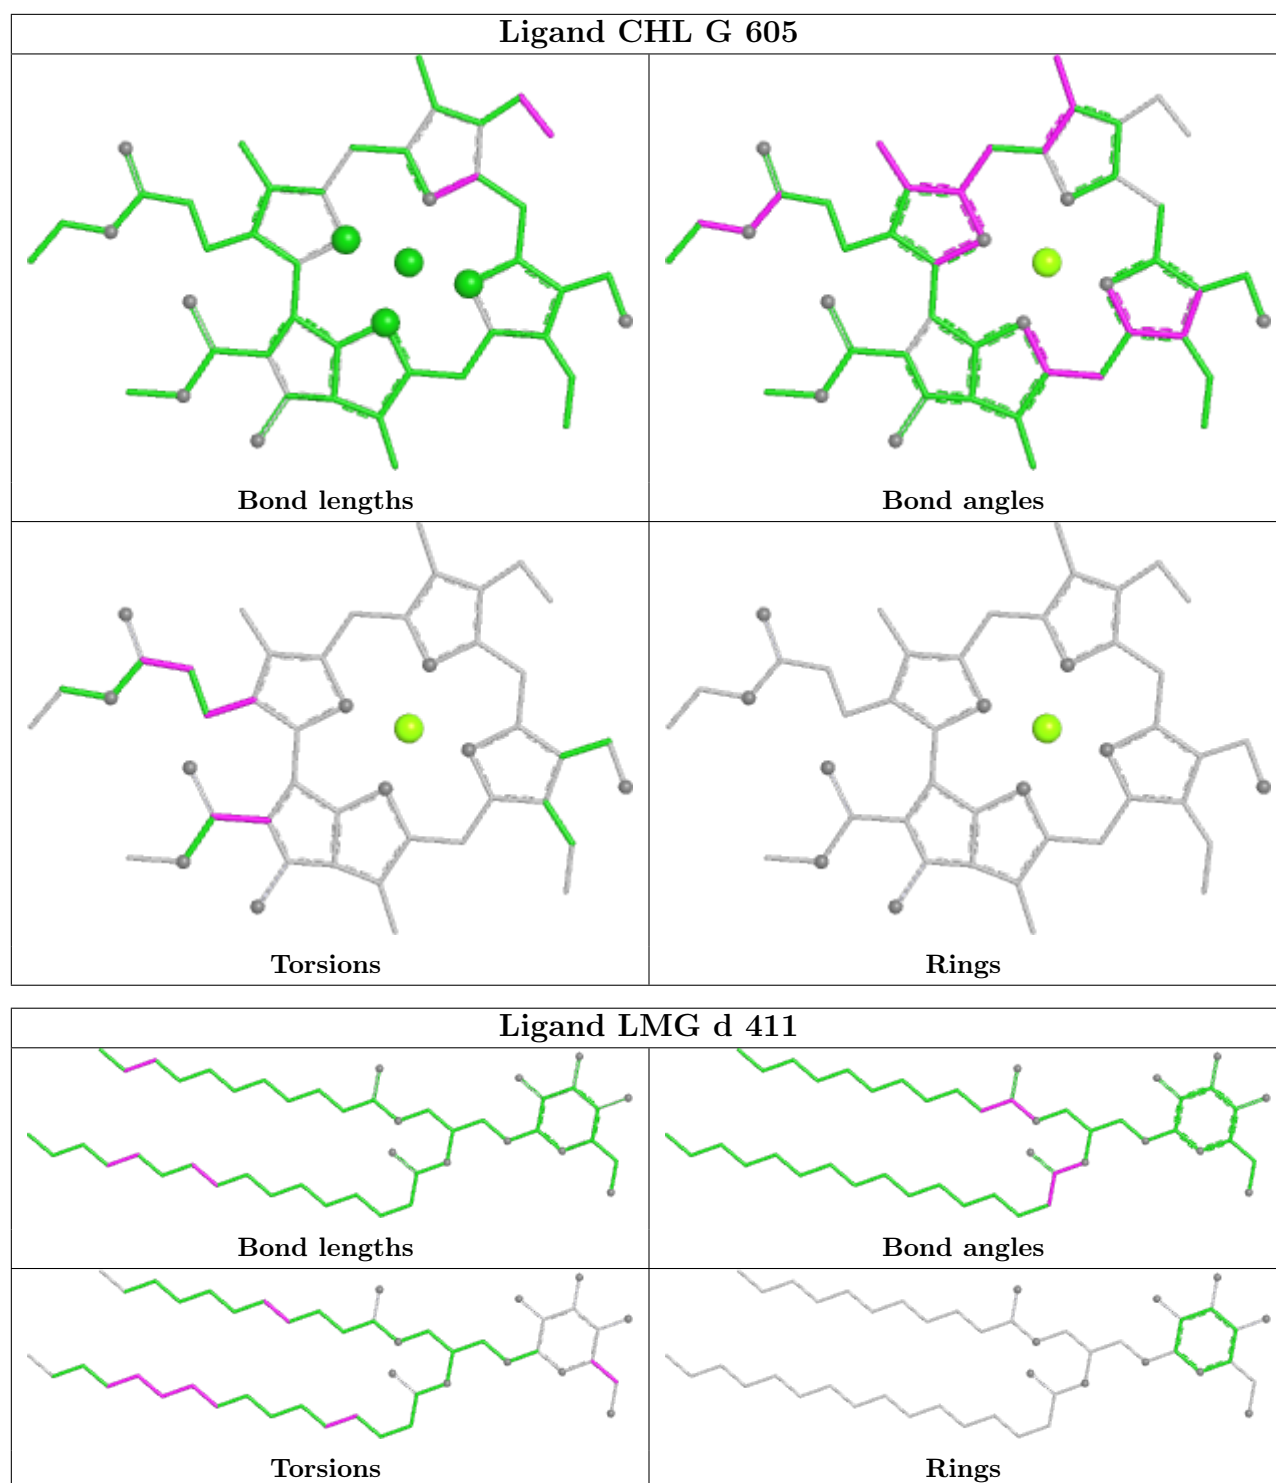 Ligand CHL G 605
Bond lengths
Bond angles
Torsions
Rings
Ligand LMG d 411
Bond lengths
Bond angles
Torsions
Rings